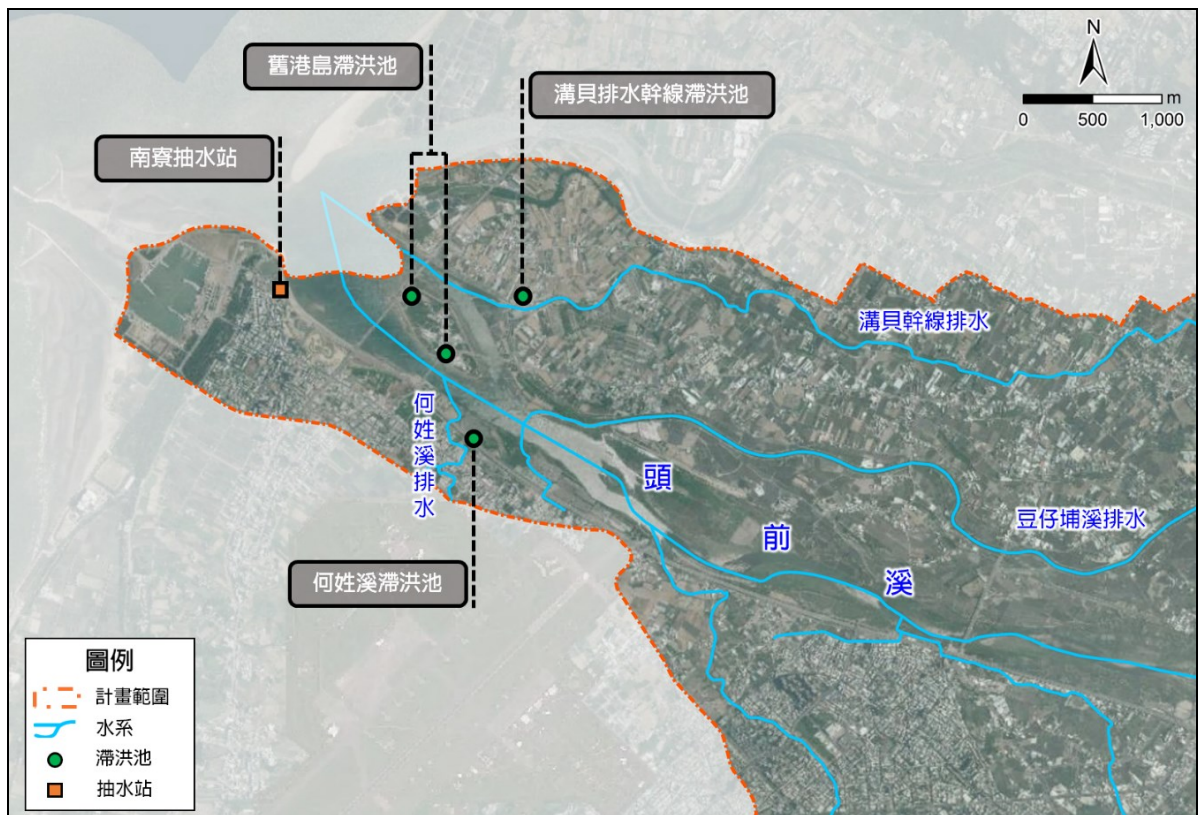 舊港島滯洪池
溝貝排水幹線滯洪池
南寮抽水站
N
m
0 500 1,000
溝貝幹線排水
何姓溪排水
頭前溪
豆仔埔溪排水
何姓溪滯洪池
圖例
計畫範圍
水系
滯洪池
抽水站